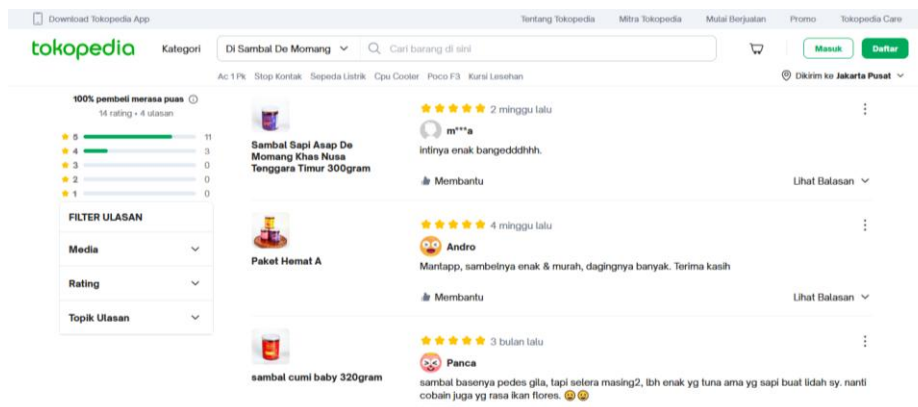 Download Tokopedia App
Tentang Tokopedia Mitra Tokopedia Mulai Berjualan Promo Tokopedia Care
tokopedia Kategori Di Sambal De Momang Cari barang di sini Masuk Daftar
Ac 1 Pk Stop Kontak Sepeda Listrik Cpu Cooler Poco F3 Kursi Lesehan
Dikirim ke Jakarta Pusat
100% pembeli merasa puas
14 rating • 4 ulasan
5 11
4 3
3 0
2 0
1 0
FILTER ULASAN
Media
Rating
Topik Ulasan
Sambal Sapi Asap De
Momang Khas Nusa
Tenggara Timur 300gram
2 minggu lalu
m***a
intinya enak bangedddhhh.
Membantu
Lihat Balasan
Paket Hemat A
4 minggu lalu
Andro
Mantapp, sambelnya enak & murah, dagingnya banyak. Terima kasih
Membantu
Lihat Balasan
sambal cumi baby 320gram
3 bulan lalu
Panca
sambal basenya pedes gila, tapi selera masing2, lbh enak yg tuna ama yg sapi buat lidah sy. nanti
cobain juga yg rasa ikan flores. 😫😫